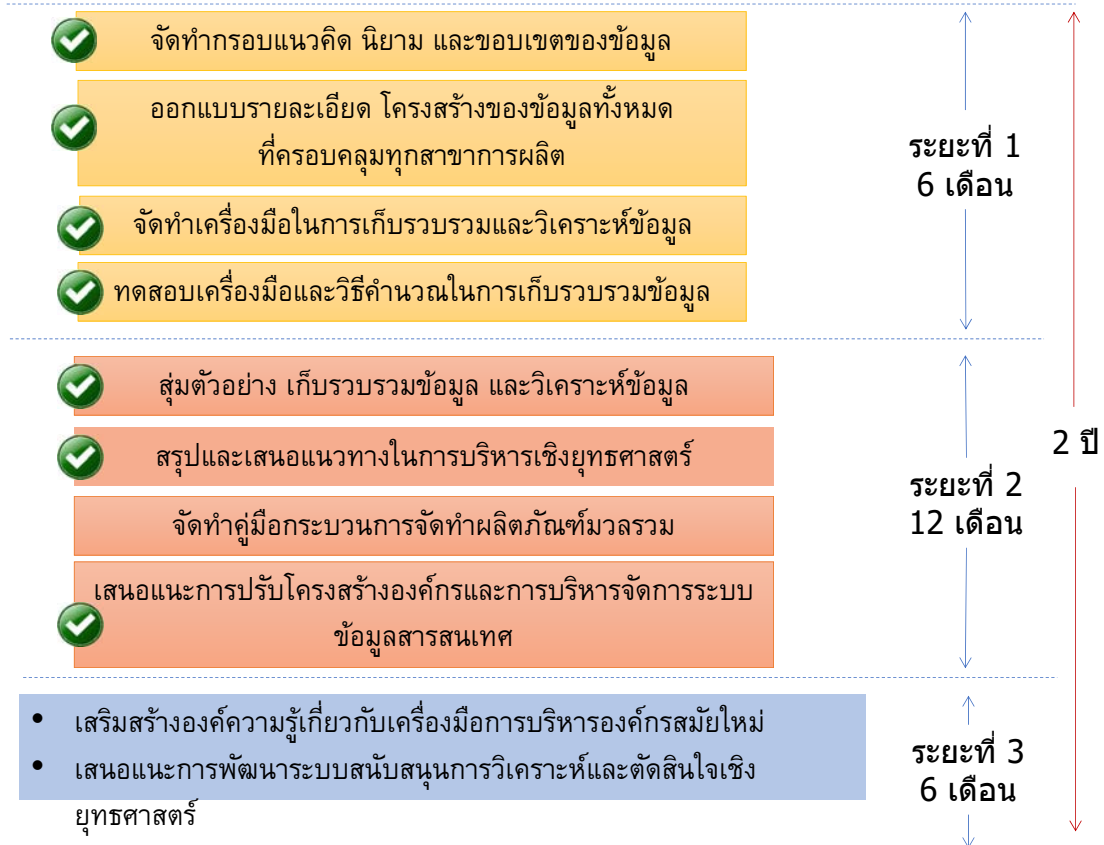 จัดทำกรอบแนวคิด นิยาม และขอบเขตของข้อมูล
ออกแบบรายละเอียด โครงสร้างของข้อมูลทั้งหมด
ที่ครอบคลุมทุกสาขาการผลิต
จัดทำเครื่องมือในการเก็บรวบรวมและวิเคราะห์ข้อมูล
ทดสอบเครื่องมือและวิธีคำนวณในการเก็บรวบรวมข้อมูล
ระยะที่ 1
6 เดือน
สุ่มตัวอย่าง เก็บรวบรวมข้อมูล และวิเคราะห์ข้อมูล
สรุปและเสนอแนวทางในการบริหารเชิงยุทธศาสตร์
จัดทำคู่มือกระบวนการจัดทำผลิตภัณฑ์มวลรวม
เสนอแนะการปรับโครงสร้างองค์กรและการบริหารจัดการระบบ
ข้อมูลสารสนเทศ
ระยะที่ 2
12 เดือน
2 ปี
• เสริมสร้างองค์ความรู้เกี่ยวกับเครื่องมือการบริหารองค์กรสมัยใหม่
• เสนอแนะการพัฒนาระบบสนับสนุนการวิเคราะห์และตัดสินใจเชิง
ยุทธศาสตร์
ระยะที่ 3
6 เดือน